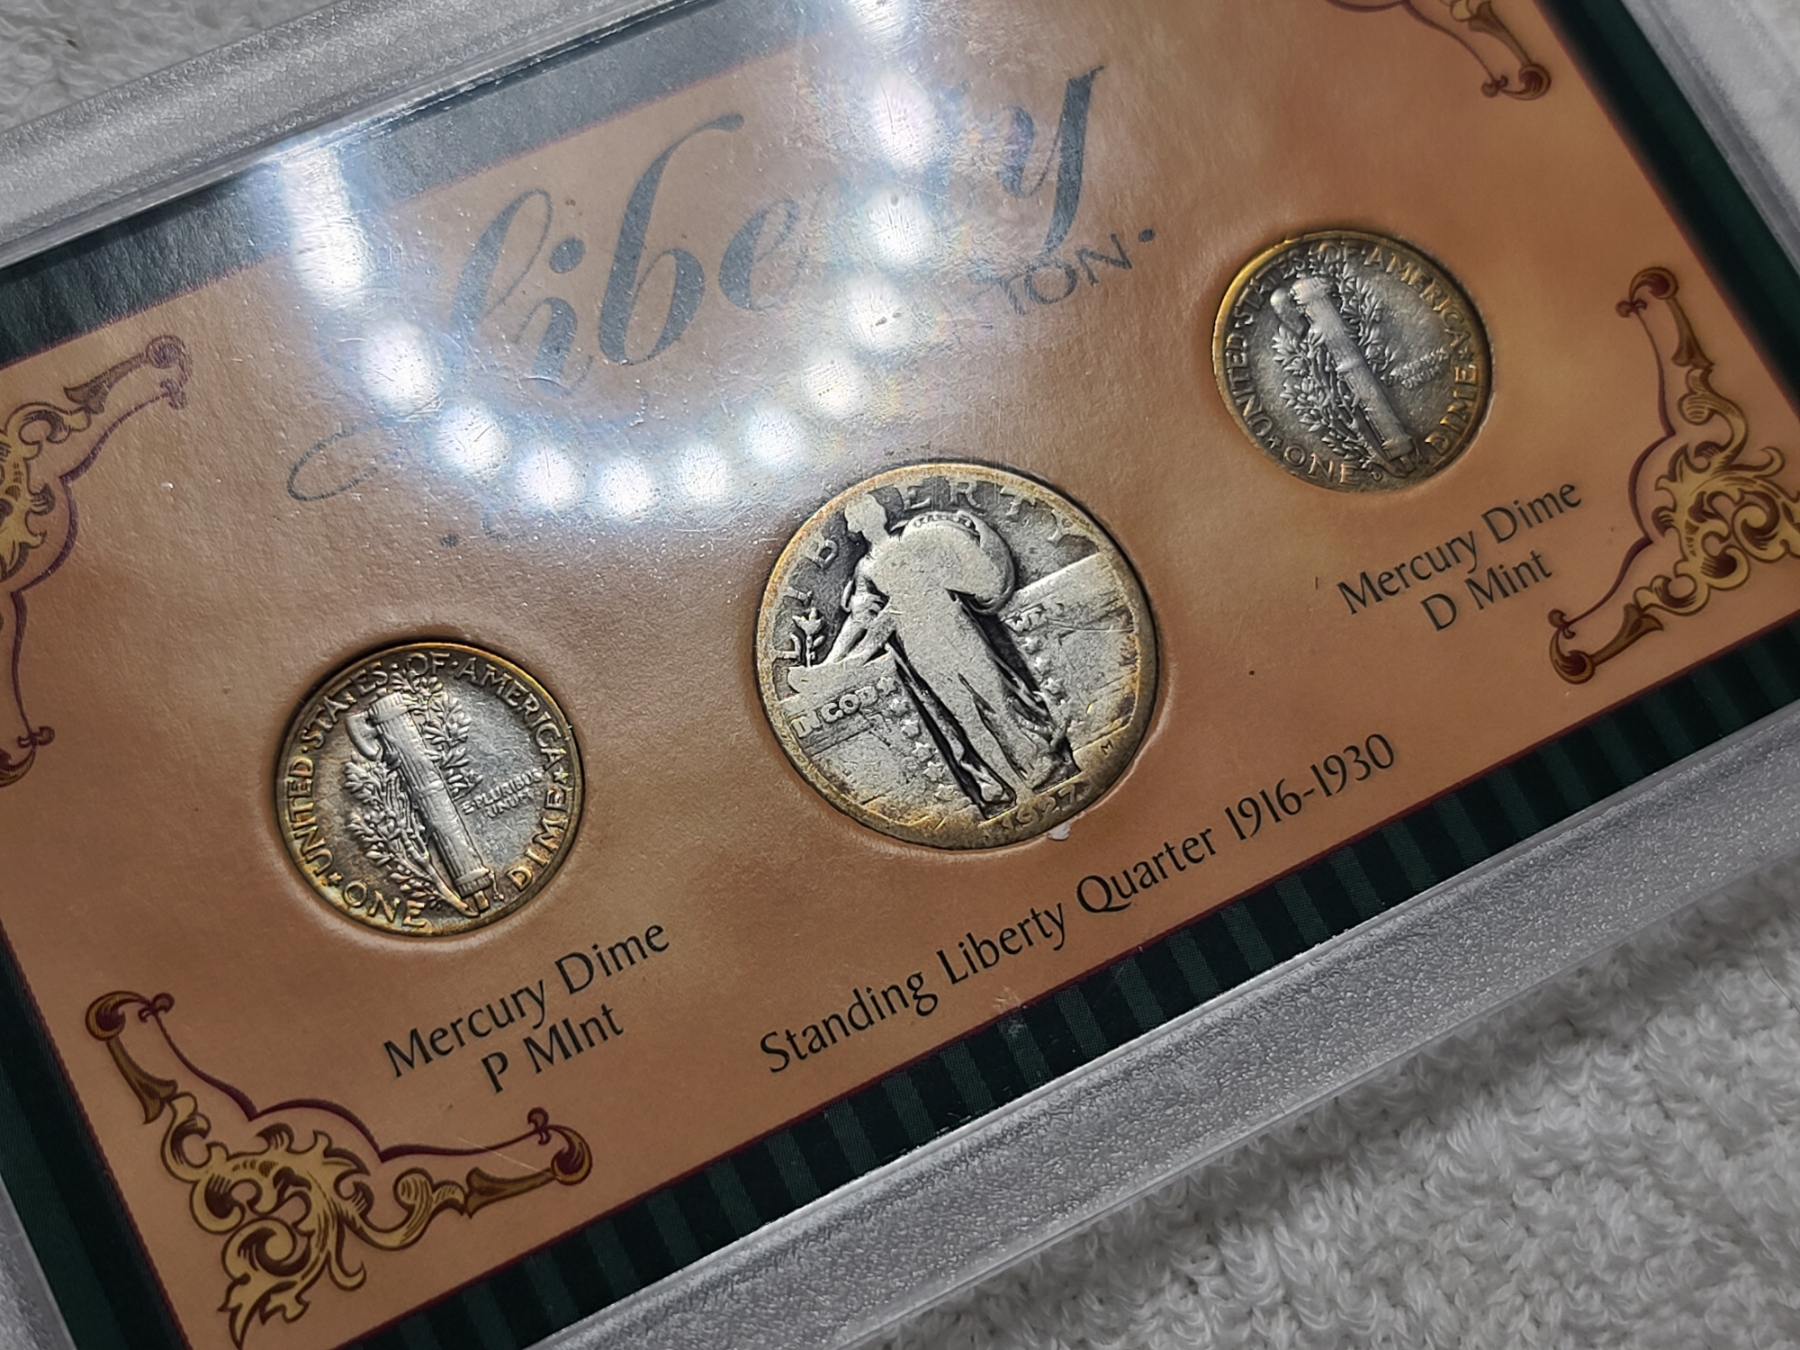 Liberty
UNITED·STATES·OF·AMERICA
E PLURIBUS
UNUM
ONE DIME
LIBERTY
1927
M
UNITED·STATES·OF·AMERICA
ONE DIME
Mercury Dime
D Mint
Standing Liberty Quarter 1916-1930
Mercury Dime
P MInt